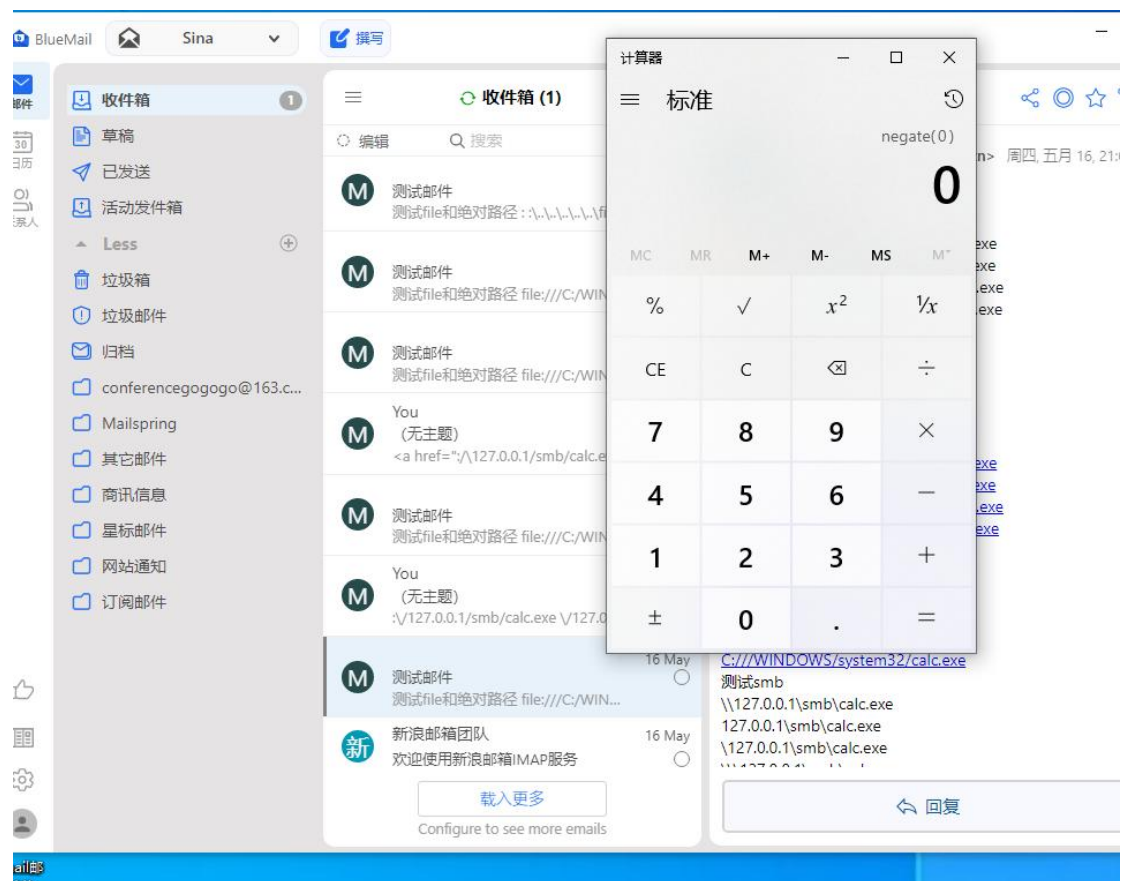 BlueMail
Sina
撰写
邮件
30
日历
联系人
收件箱
1
草稿
已发送
活动发件箱
Less
垃圾箱
垃圾邮件
归档
conferencegogogo@163.c...
Mailspring
其它邮件
商讯信息
星标邮件
网站通知
订阅邮件
收件箱 (1)
编辑
搜索
M
测试邮件
测试file和绝对路径 : :\..\..\..\..\..\fi
M
测试邮件
测试file和绝对路径 file:///C:/WIN
M
测试邮件
测试file和绝对路径 file:///C:/WIN
You
M
(无主题)
<a href=":/\127.0.0.1/smb/calc.e
M
测试邮件
测试file和绝对路径 file:///C:/WIN
You
M
(无主题)
:\/127.0.0.1/smb/calc.exe \/127.0
16 May
M
测试邮件
测试file和绝对路径 file:///C:/WIN...
新
新浪邮箱团队
16 May
欢迎使用新浪邮箱IMAP服务
载入更多
Configure to see more emails
计算器
标准
negate(0)
0
MC MR M+ M- MS M˅
% √ x² ¹/x
CE C ⌫ ÷
7 8 9 ×
4 5 6 −
1 2 3 +
± 0 . =
n> 周四, 五月 16, 21:
exe
exe
.exe
.exe
exe
exe
.exe
exe
C:///WINDOWS/system32/calc.exe
测试smb
\\127.0.0.1\smb\calc.exe
127.0.0.1\smb\calc.exe
\127.0.0.1\smb\calc.exe
回复
ail邮